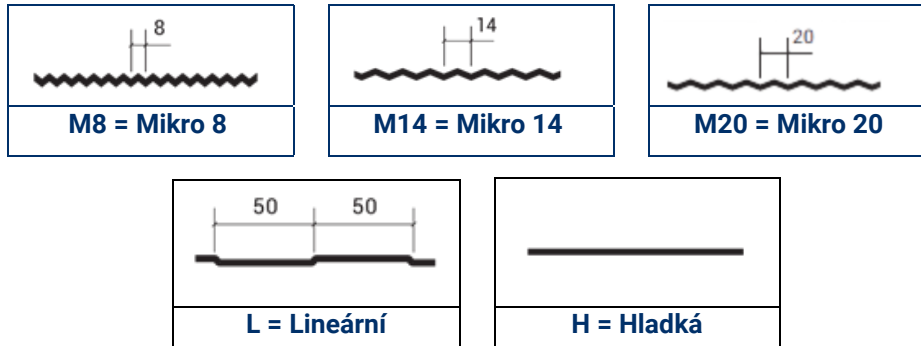 8
14
20
M8 = Mikro 8
M14 = Mikro 14
M20 = Mikro 20
50 50
L = Lineární
H = Hladká